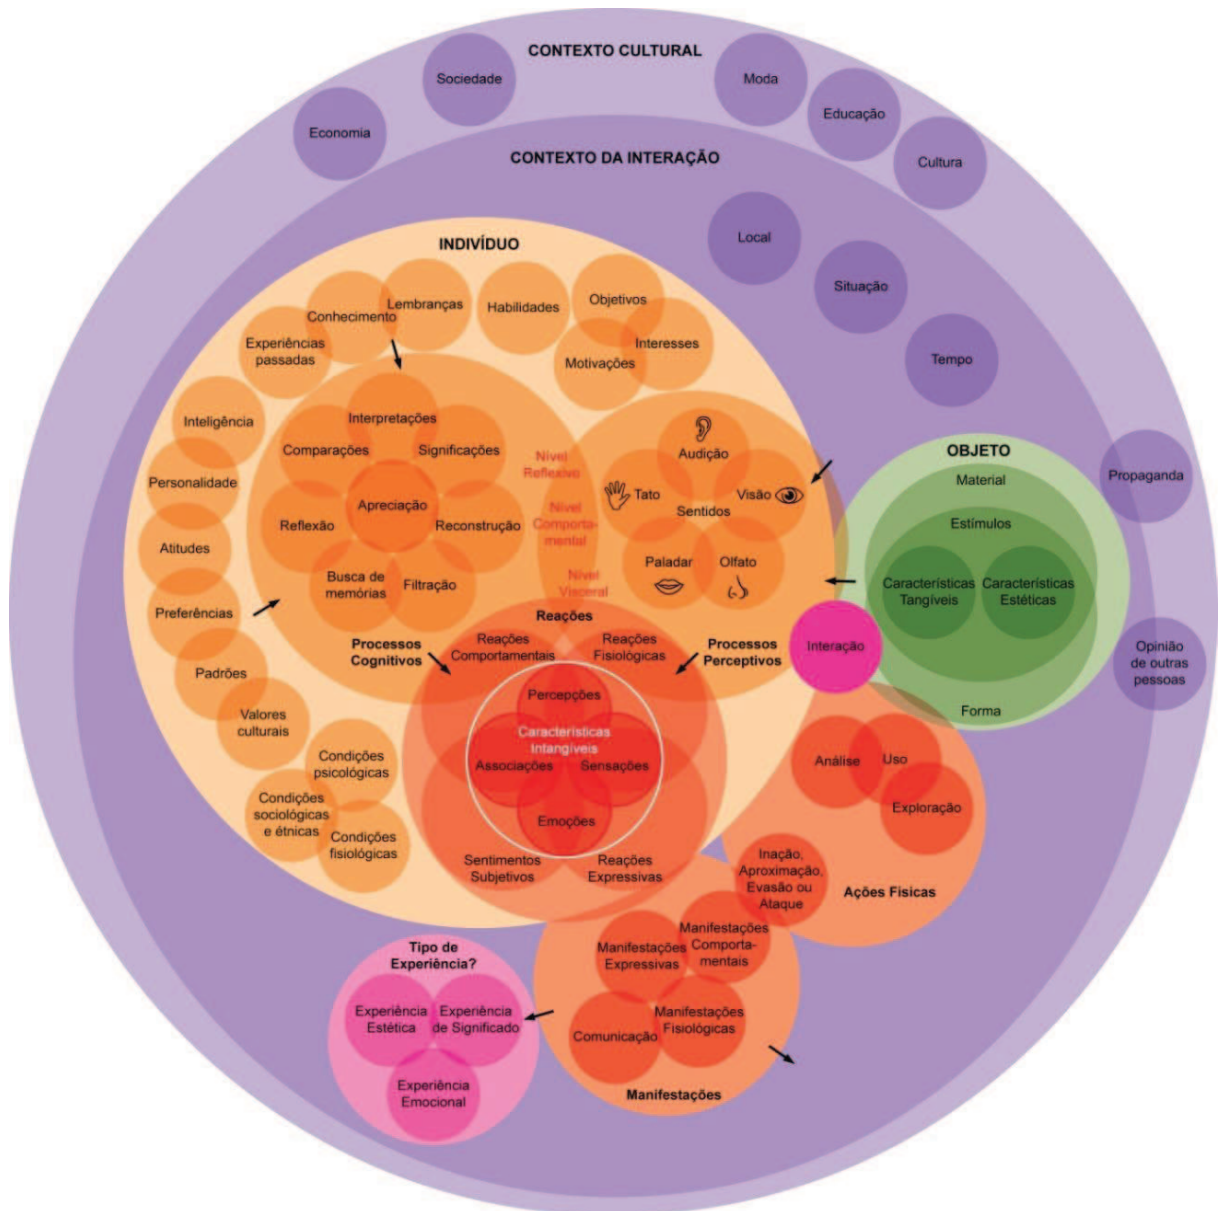 CONTEXTO CULTURAL
Sociedade
Moda
Educação
Economia
Cultura
CONTEXTO DA INTERAÇÃO
Local
Situação
Tempo
INDIVÍDUO
Lembranças
Habilidades
Objetivos
Conhecimento
Interesses
Experiências
passadas
Motivações
Inteligência
Personalidade
Atitudes
Preferências
Padrões
Valores
culturais
Condições
psicológicas
Condições
sociológicas
e étnicas
Condições
fisiológicas
Interpretações
Comparações
Significações
Apreciação
Reflexão
Reconstrução
Busca de
memórias
Filtração
Processos
Cognitivos
Nível
Reflexivo
Nível
Comporta-
mental
Nível
Visceral
Audição
Tato
Visão
Sentidos
Paladar
Olfato
Processos
Perceptivos
OBJETO
Material
Estímulos
Características
Tangíveis
Características
Estéticas
Forma
Propaganda
Opinião
de outras
pessoas
Interação
Reações
Reações
Comportamentais
Reações
Fisiológicas
Percepções
Características
Intangíveis
Associações
Sensações
Emoções
Sentimentos
Subjetivos
Reações
Expressivas
Análise
Uso
Exploração
Inação,
Aproximação,
Evasão ou
Ataque
Ações Físicas
Manifestações
Expressivas
Manifestações
Comporta-
mentais
Comunicação
Manifestações
Fisiológicas
Manifestações
Tipo de
Experiência?
Experiência
Estética
Experiência
de Significado
Experiência
Emocional